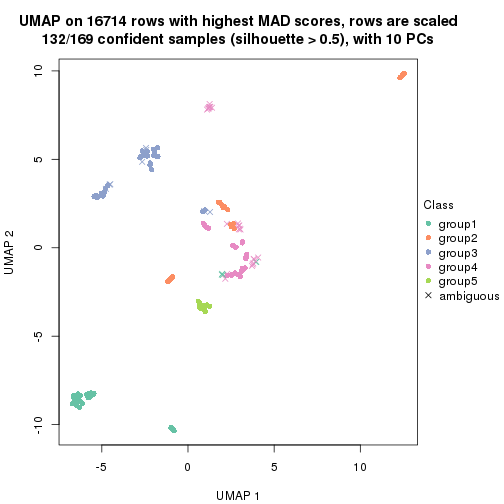 UMAP on 16714 rows with highest MAD scores, rows are scaled
132/169 confident samples (silhouette > 0.5), with 10 PCs
10
5
0
-5
-10
UMAP 2
-5
0
5
10
UMAP 1
Class
group1
group2
group3
group4
group5
ambiguous